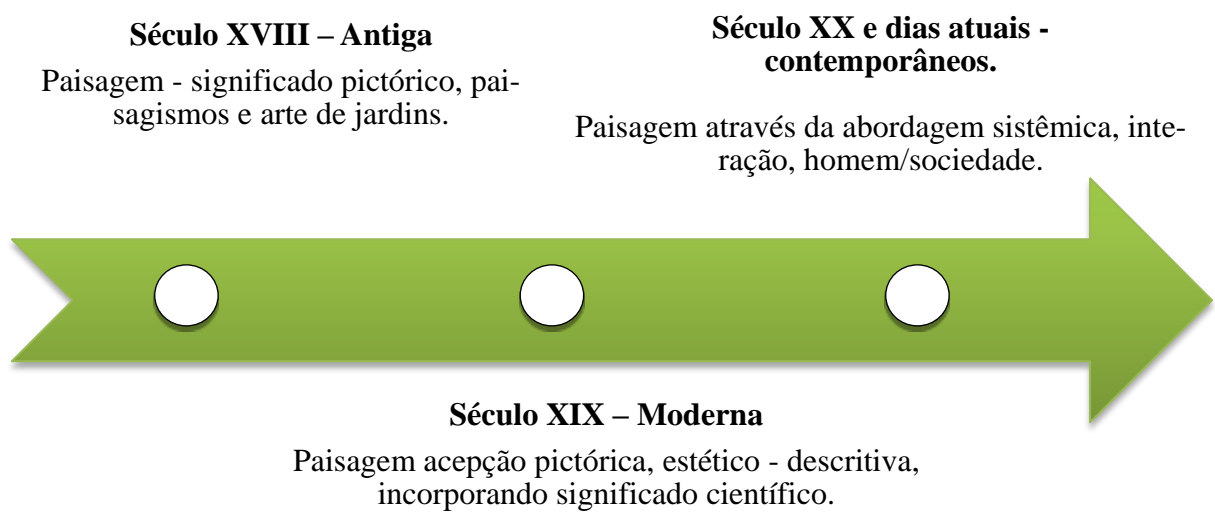 Século XVIII – Antiga
Paisagem - significado pictórico, pai-
sagismos e arte de jardins.
Século XX e dias atuais -
contemporâneos.
Paisagem através da abordagem sistêmica, inte-
ração, homem/sociedade.
Século XIX – Moderna
Paisagem acepção pictórica, estético - descritiva,
incorporando significado científico.